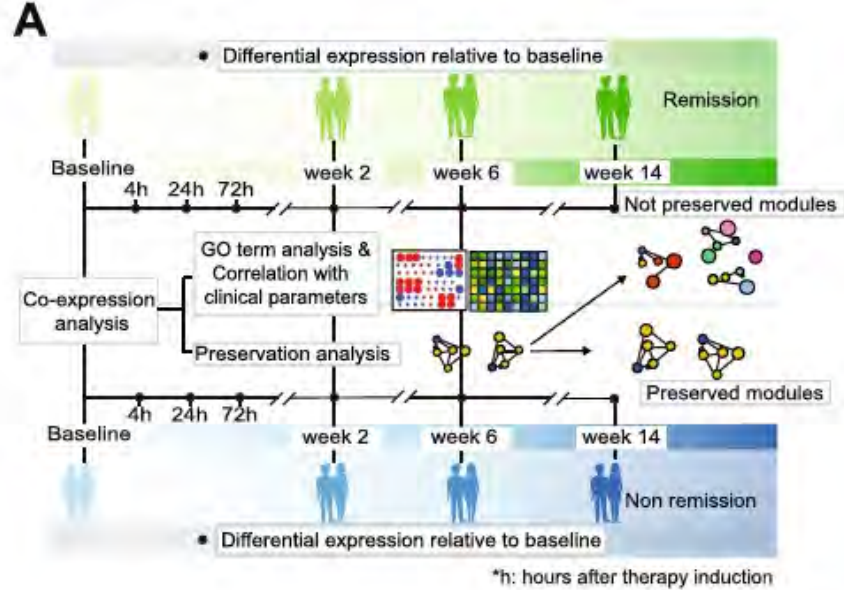 A
• Differential expression relative to baseline
Remission
Baseline
week 2
week 6
week 14
4h
24h
72h
Not preserved modules
GO term analysis &
Correlation with
clinical parameters
Co-expression
analysis
Preservation analysis
Preserved modules
4h
24h
72h
Baseline
week 2
week 6
week 14
Non remission
• Differential expression relative to baseline
*h: hours after therapy induction